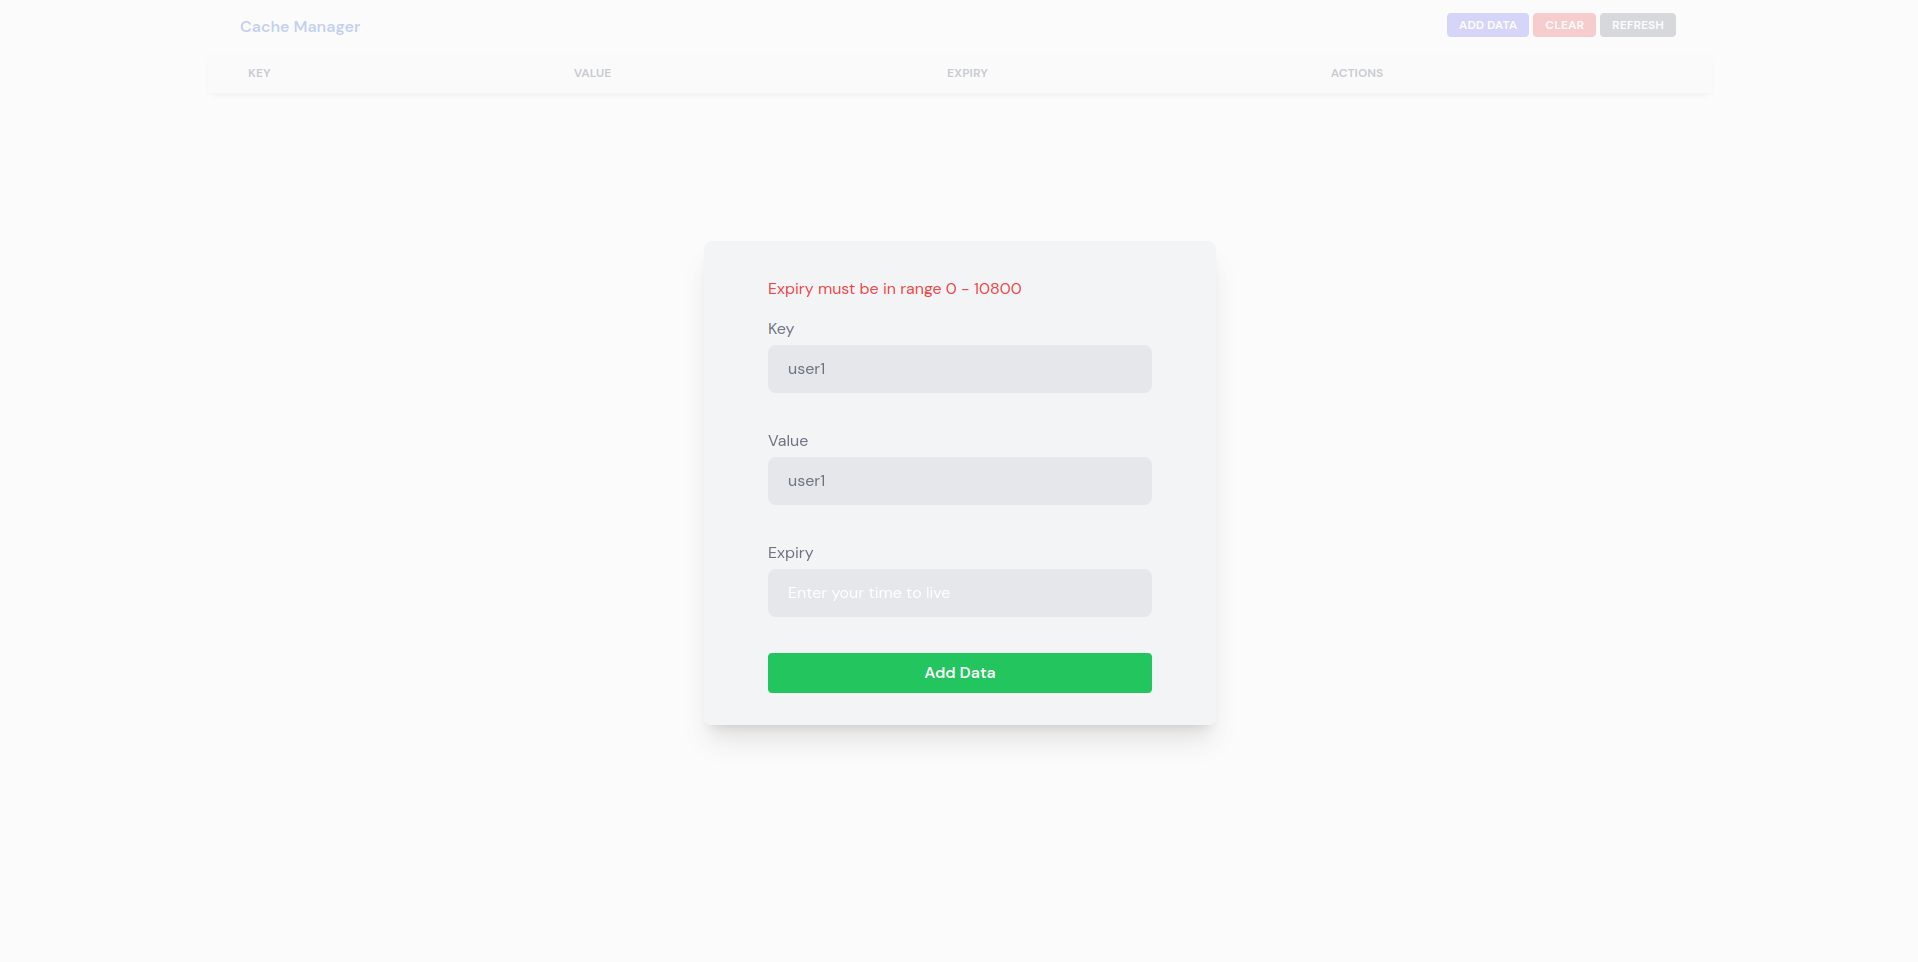 Cache Manager
ADD DATA CLEAR REFRESH
KEY VALUE EXPIRY ACTIONS
Expiry must be in range 0 - 10800
Key
user1
Value
user1
Expiry
Enter your time to live
Add Data